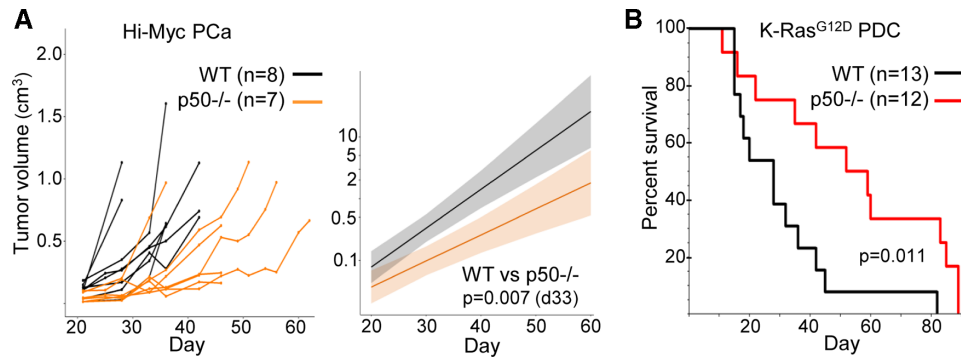 A
Hi-Myc PCa
WT (n=8)
p50-/- (n=7)
Tumor volume (cm³)
2.0
1.5
1.0
0.5
20
30
40
50
60
Day
10
5
2
0.5
0.1
WT vs p50-/-
p=0.007 (d33)
20
30
40
50
60
Day
B
K-Rasᴳ¹²ᴰ PDC
WT (n=13)
p50-/- (n=12)
Percent survival
100
80
60
40
20
p=0.011
20
40
60
80
Day